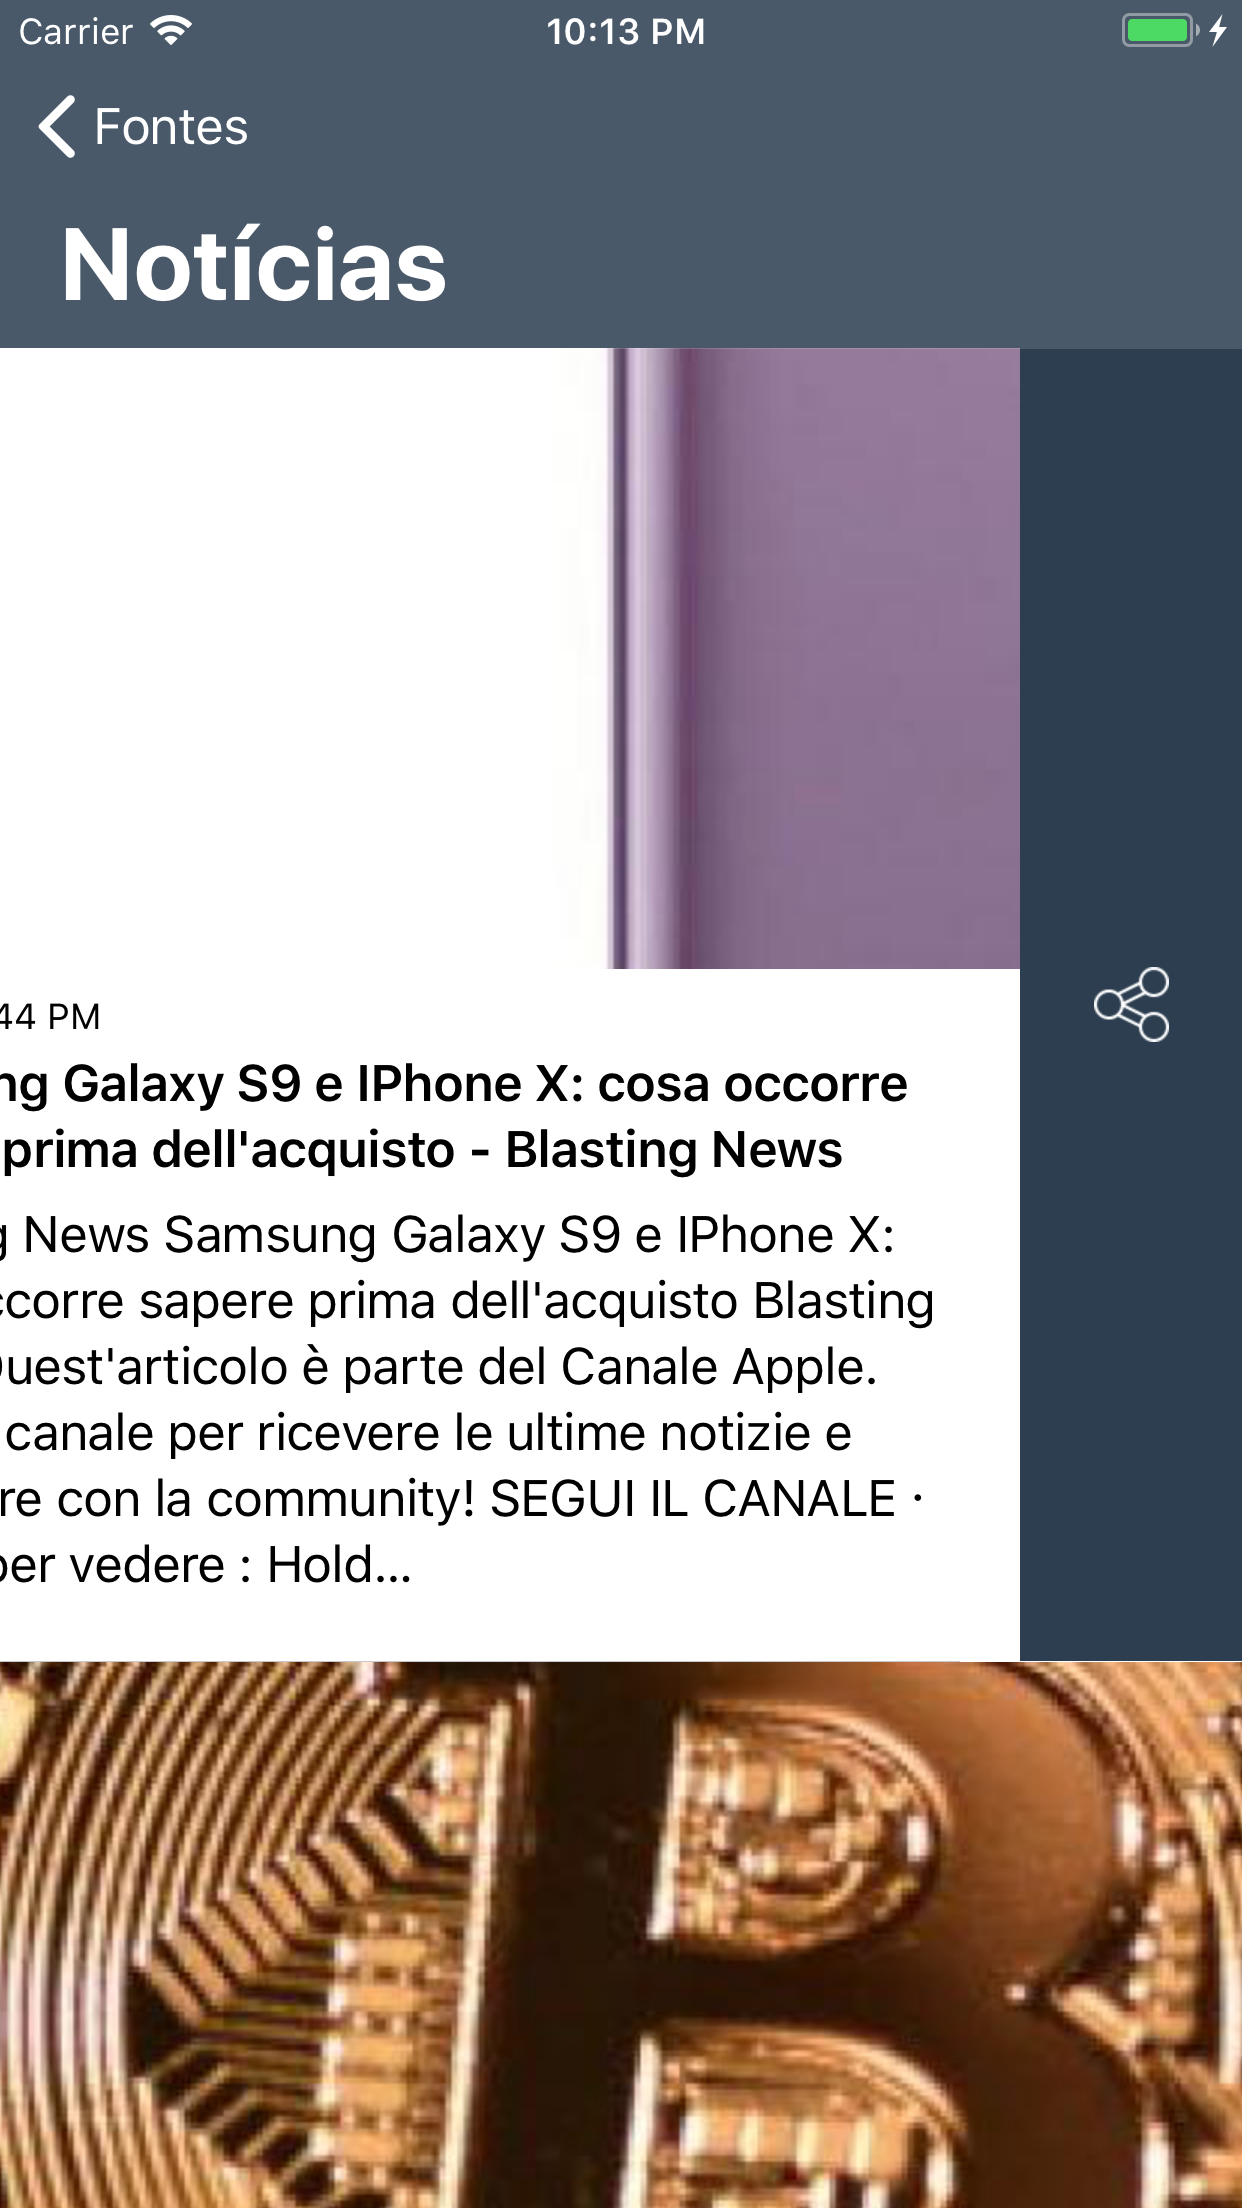 Carrier
10:13 PM
Fontes
Notícias
44 PM
ng Galaxy S9 e IPhone X: cosa occorre
prima dell'acquisto - Blasting News
g News Samsung Galaxy S9 e IPhone X:
ccorre sapere prima dell'acquisto Blasting
Quest'articolo è parte del Canale Apple.
canale per ricevere le ultime notizie e
re con la community! SEGUI IL CANALE ·
per vedere : Hold...